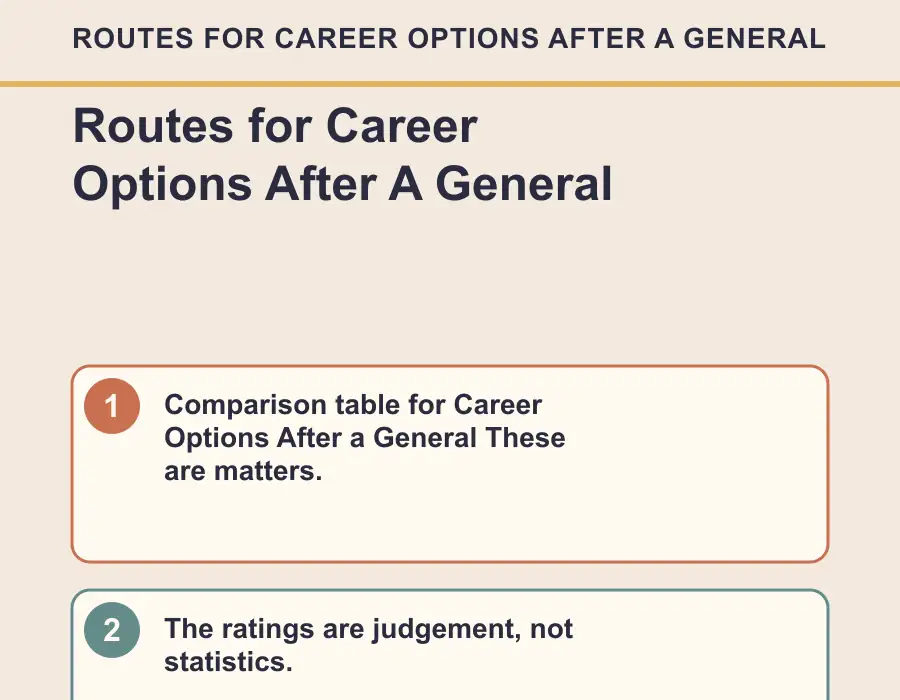 ROUTES FOR CAREER OPTIONS AFTER A GENERAL
Routes for Career
Options After A General
1
Comparison table for Career
Options After a General These
are matters.
2
The ratings are judgement, not
statistics.